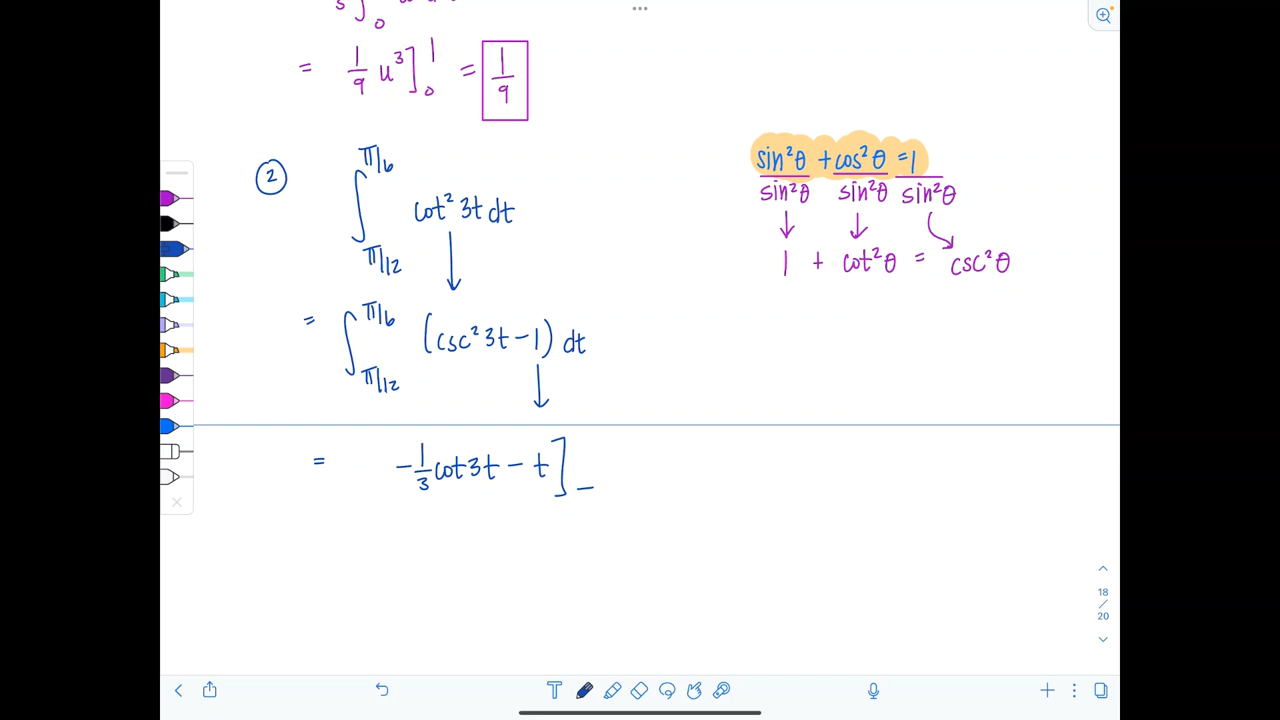 = 1/9 u³]₀¹ = 1/9
② ∫_{π/12}^{π/6} cot² 3t dt
= ∫_{π/12}^{π/6} (csc² 3t − 1) dt
= −1/3 cot 3t − t]
sin²θ + cos²θ = 1
sin²θ sin²θ sin²θ
1 + cot²θ = csc²θ
18
/
20
T